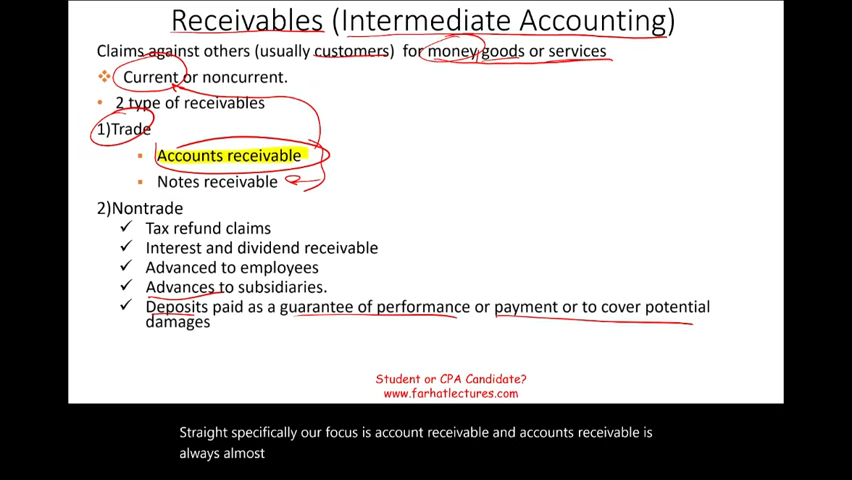 Receivables (Intermediate Accounting)
Claims against others (usually customers) for money goods or services
❖ Current or noncurrent.
• 2 type of receivables
1)Trade
▪ Accounts receivable
▪ Notes receivable
2)Nontrade
✓ Tax refund claims
✓ Interest and dividend receivable
✓ Advanced to employees
✓ Advances to subsidiaries.
✓ Deposits paid as a guarantee of performance or payment or to cover potential
damages
Student or CPA Candidate?
www.farhatlectures.com
Straight specifically our focus is account receivable and accounts receivable is
always almost